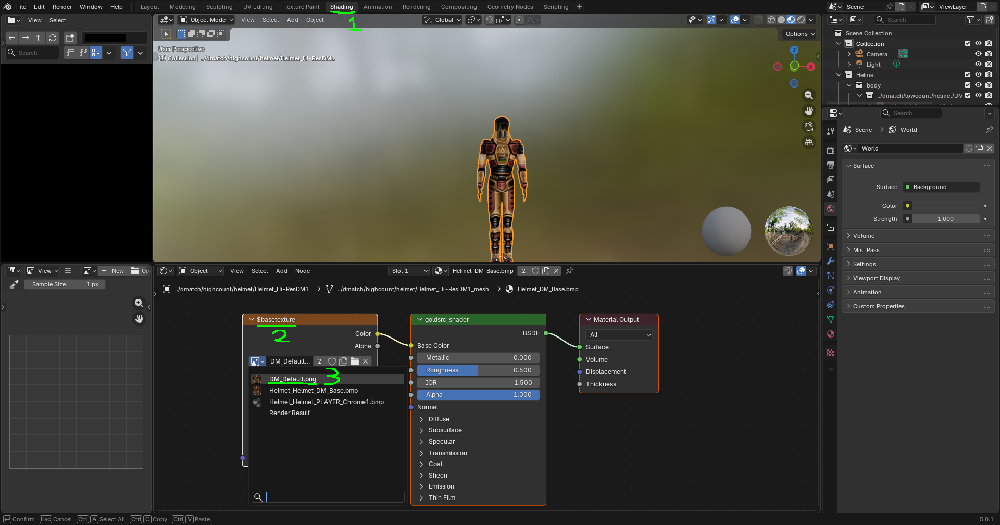 File Edit Render Window Help Layout Modeling Sculpting UV Editing Texture Paint Shading Animation Rendering Compositing Geometry Nodes Scripting + Scene ViewLayer
1
View Select
Object Mode View Select Add Object Global
Search
Options
User Perspective
(1) Collection | ../dmatch/highcount/helmet/Helmet_Hi-ResDM1
Z
X
Search
Scene Collection
Collection
Camera
Light
Helmet
body
../dmatch/lowcount/helmet/DM
Search
Scene > World
World
Surface
Surface Background
Color
Strength 1.000
Volume
Mist Pass
Settings
Viewport Display
Animation
Custom Properties
View + New Op
Sample Size 1 px
Object View Select Add Node Slot 1 Helmet_DM_Base.bmp 2
../dmatch/highcount/helmet/Helmet_Hi-ResDM1 > ../dmatch/highcount/helmet/Helmet_Hi-ResDM1_mesh > Helmet_DM_Base.bmp
$basetexture
2
Color
Alpha
DM_Default... 2
DM_Default.png 3
Helmet_Helmet_DM_Base.bmp
Helmet_Helmet_PLAYER_Chrome1.bmp
Render Result
goldsrc_shader
BSDF
Base Color
Metallic 0.000
Roughness 0.500
IOR 1.500
Alpha 1.000
Normal
Diffuse
Subsurface
Specular
Transmission
Coat
Sheen
Emission
Thin Film
Material Output
All
Surface
Volume
Displacement
Thickness
Confirm Esc Cancel Ctrl A Select All Ctrl C Copy Ctrl V Paste 5.0.1